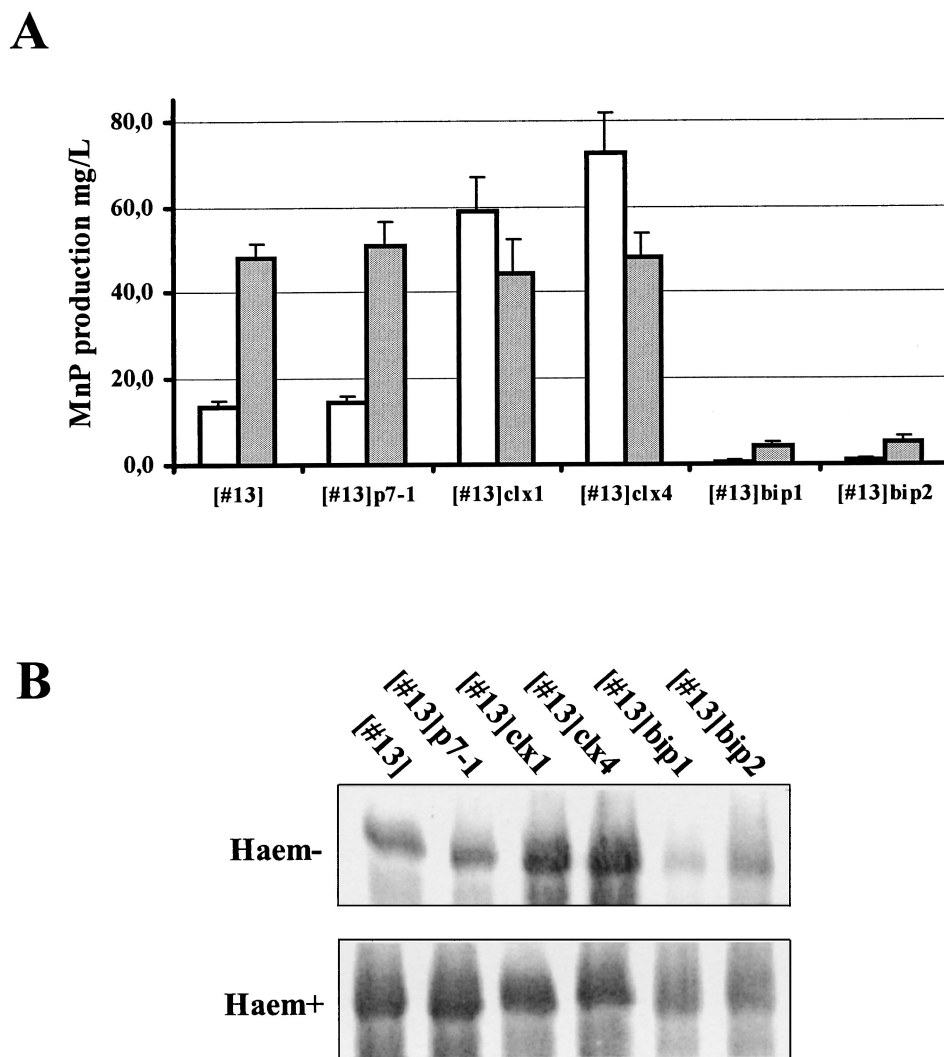 A
MnP production mg/L
80,0
60,0
40,0
20,0
0,0
[#13] [#13]p7-1 [#13]clx1 [#13]clx4 [#13]bip1 [#13]bip2
B
[#13] [#13]p7-1 [#13]clx1 [#13]clx4 [#13]bip1 [#13]bip2
Haem-
Haem+